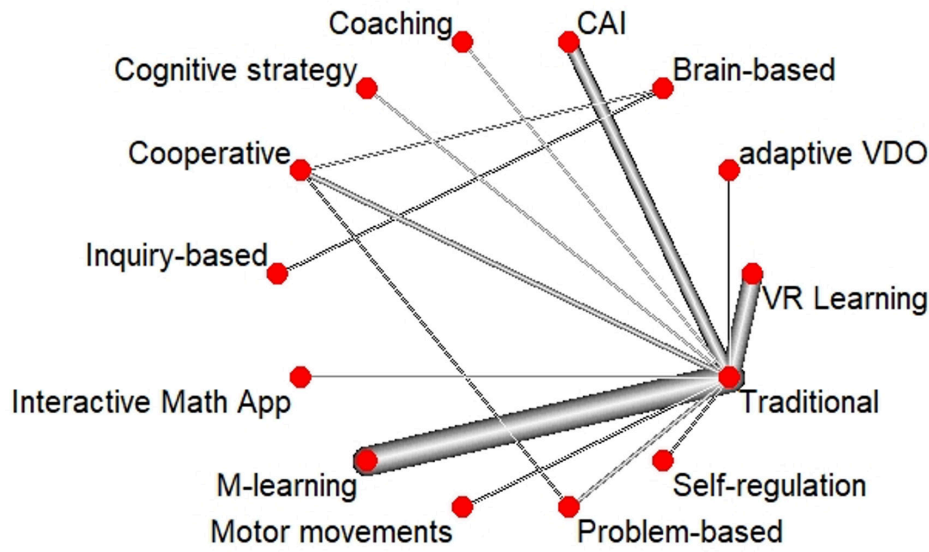 Coaching
CAI
Cognitive strategy
Brain-based
Cooperative
adaptive VDO
Inquiry-based
VR Learning
Interactive Math App
Traditional
M-learning
Self-regulation
Motor movements
Problem-based